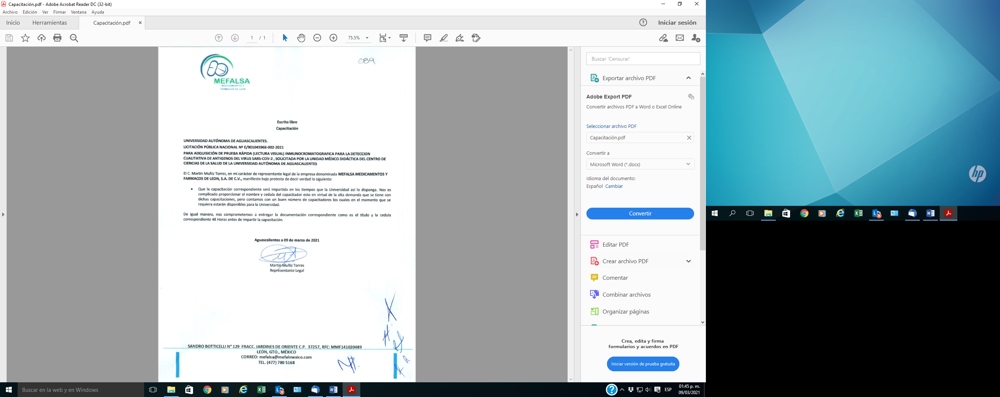 Capacitación.pdf - Adobe Acrobat Reader DC (32-bit)
Archivo Edición Ver Firmar Ventana Ayuda
Inicio Herramientas Capacitación.pdf Iniciar sesión
1 / 1 75.5%
089
MEFALSA
MEDICAMENTOS Y
FARMACOS DE LEON
Escrito libre
Capacitación
UNIVERSIDAD AUTÓNOMA DE AGUASCALIENTES.
LICITACIÓN PÚBLICA NACIONAL Nº E/901045968-002-2021
PARA ADQUISICIÓN DE PRUEBA RÁPIDA (LECTURA VISUAL) INMUNOCROMATOGRAFICA PARA LA DETECCION
CUALITATIVA DE ANTIGENOS DEL VIRUS SARS-COV-2 , SOLICITADA POR LA UNIDAD MÉDICO DIDÁCTICA DEL CENTRO DE
CIENCIAS DE LA SALUD DE LA UNIVERSIDAD AUTÓNOMA DE AGUASCALIENTES
El C. Martin Muñiz Torres, en mi carácter de representante legal de la empresa denominada MEFALSA MEDICAMENTOS Y
FARMACOS DE LEON, S.A. DE C.V., manifiesto bajo protesta de decir verdad lo siguiente:
• Que la capacitación correspondiente será impartida en los tiempos que la Universidad así lo disponga. Nos es
complicado proporcionar el nombre y cedula del capacitador esto en virtud de la alta demanda que se tiene con
dichas capacitaciones, pero contamos con un buen número de capacitadores los cuales en el momento que se
requiera estarán disponibles para la Universidad.
De igual manera, nos comprometemos a entregar la documentación correspondiente como es el título y la cedula
correspondiente 48 Horas antes de impartir la capacitación.
Aguascalientes a 09 de marzo de 2021
Martin Muñiz Torres
Representante Legal
SANDRO BOTTICELLI N° 129 FRACC. JARDINES DE ORIENTE C.P. 37257, RFC: MMF141020489
LEÓN, GTO., MÉXICO
CORREO: mefalsa@mefalmexico.com
TEL. (477) 780 5168
Buscar 'Censurar'
Exportar archivo PDF
Adobe Export PDF
Convertir archivos PDF a Word o Excel Online
Seleccionar archivo PDF
Capacitación.pdf
Convertir a
Microsoft Word (*.docx)
Idioma del documento:
Español Cambiar
Convertir
Editar PDF
Crear archivo PDF
Comentar
Combinar archivos
Organizar páginas
Crea, edita y firma
formularios y acuerdos en PDF
Iniciar versión de prueba gratuita
hp
Buscar en la web y en Windows
ESP
01:45 p. m.
09/03/2021